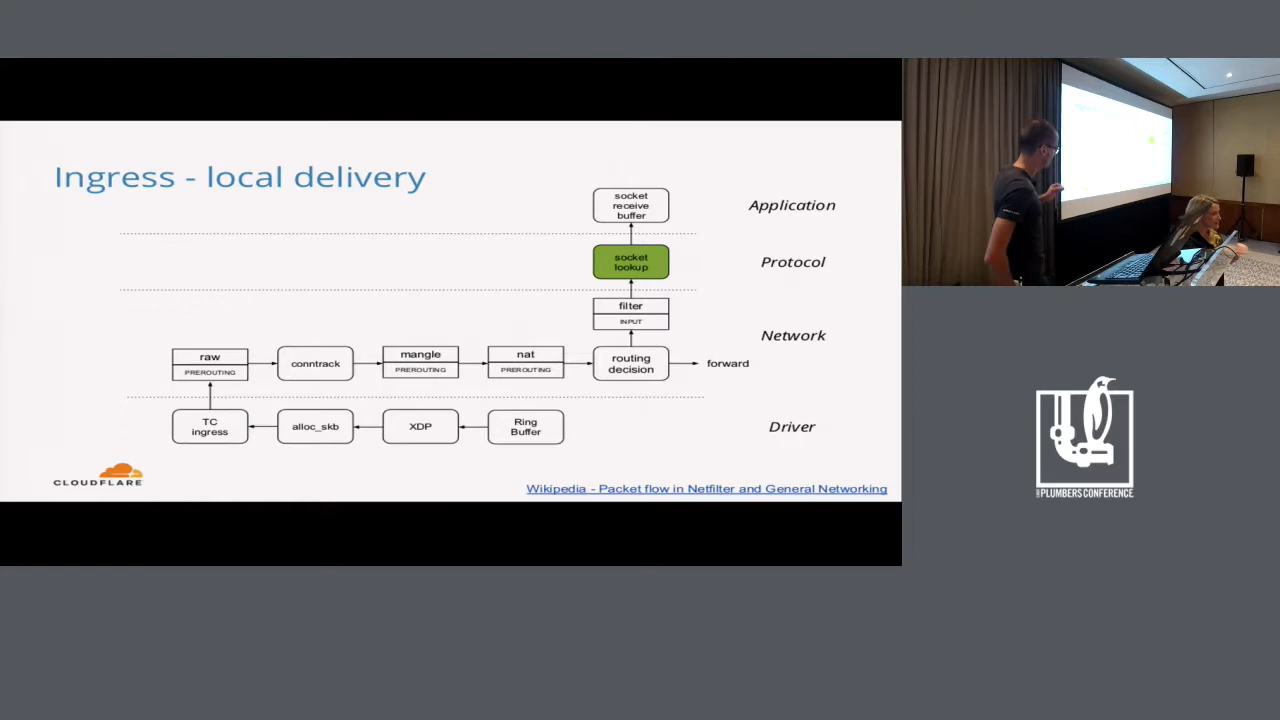 Ingress - local delivery
socket
receive
buffer
Application
socket
lookup
Protocol
filter
INPUT
Network
raw
PREROUTING
conntrack
mangle
PREROUTING
nat
PREROUTING
routing
decision
forward
TC
ingress
alloc_skb
XDP
Ring
Buffer
Driver
CLOUDFLARE
Wikipedia - Packet flow in Netfilter and General Networking
PLUMBERS CONFERENCE